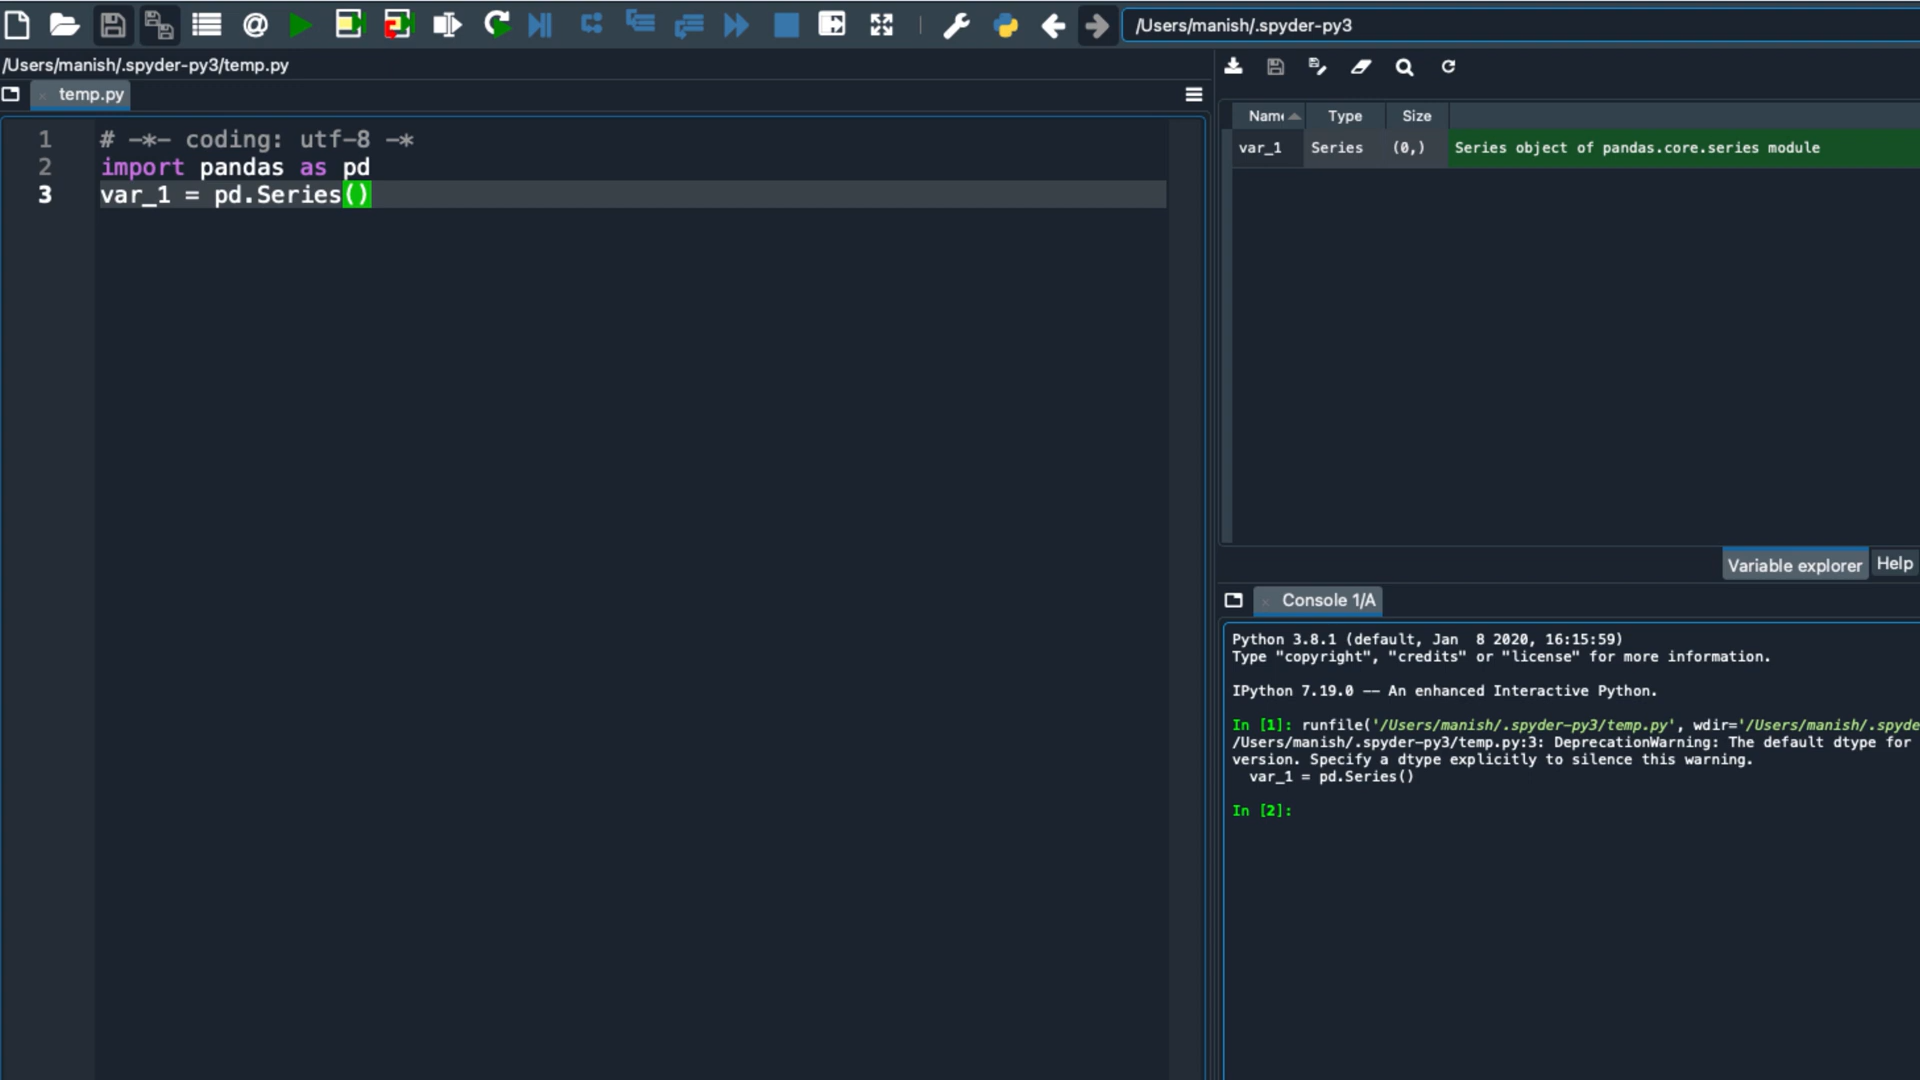 /Users/manish/.spyder-py3
/Users/manish/.spyder-py3/temp.py
temp.py
1 # -*- coding: utf-8 -*
2 import pandas as pd
3 var_1 = pd.Series()
Name Type Size
var_1 Series (0,) Series object of pandas.core.series module
Variable explorer Help
Console 1/A
Python 3.8.1 (default, Jan  8 2020, 16:15:59)
Type "copyright", "credits" or "license" for more information.
IPython 7.19.0 -- An enhanced Interactive Python.
In [1]: runfile('/Users/manish/.spyder-py3/temp.py', wdir='/Users/manish/.spyde
/Users/manish/.spyder-py3/temp.py:3: DeprecationWarning: The default dtype for
version. Specify a dtype explicitly to silence this warning.
var_1 = pd.Series()
In [2]: